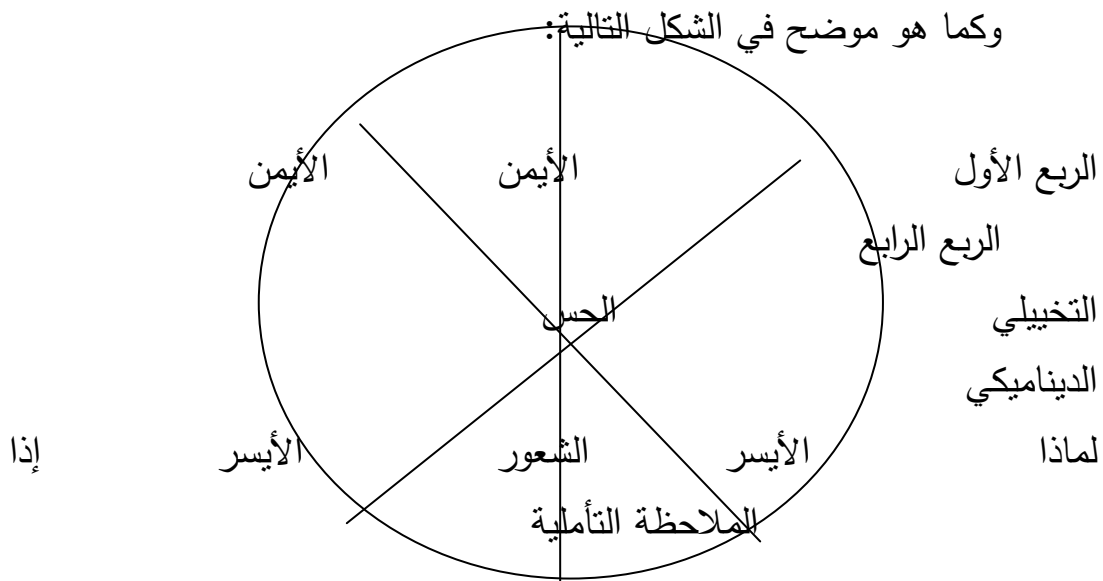 وكما هو موضح في الشكل التالية:
الربع الأول الأيمن الأيمن
الربع الرابع
التخييلي الحس
الديناميكي
لماذا الأيسر الشعور الأيسر إذا
الملاحظة التأملية